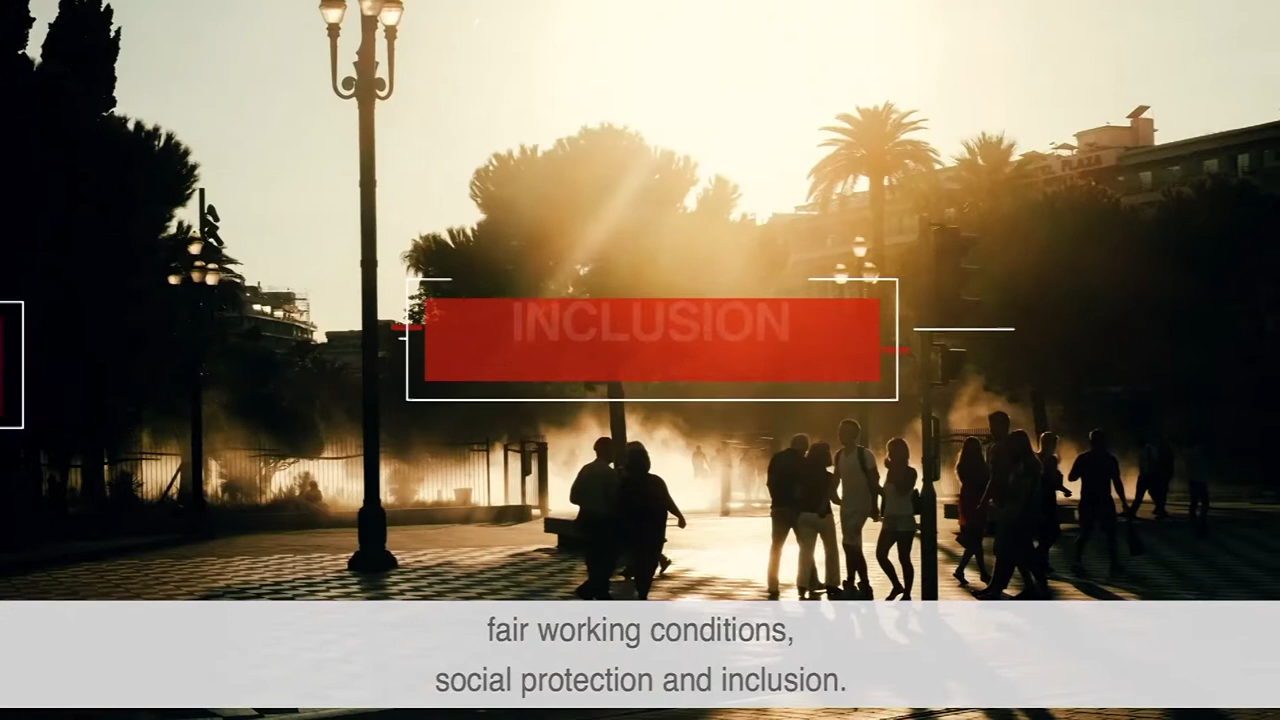 PLAZA
INCLUSION
fair working conditions,
social protection and inclusion.